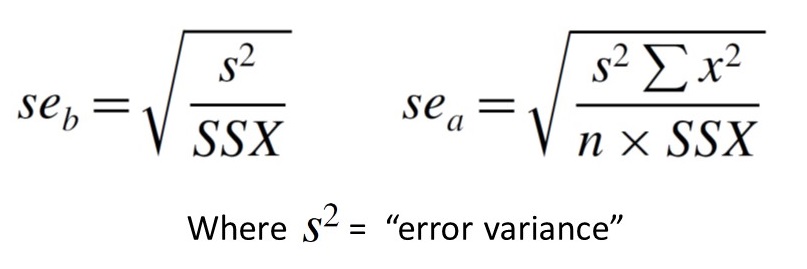 se_b = √(s² / SSX)
se_a = √(s² ∑ x² / n × SSX)
Where s² = “error variance”